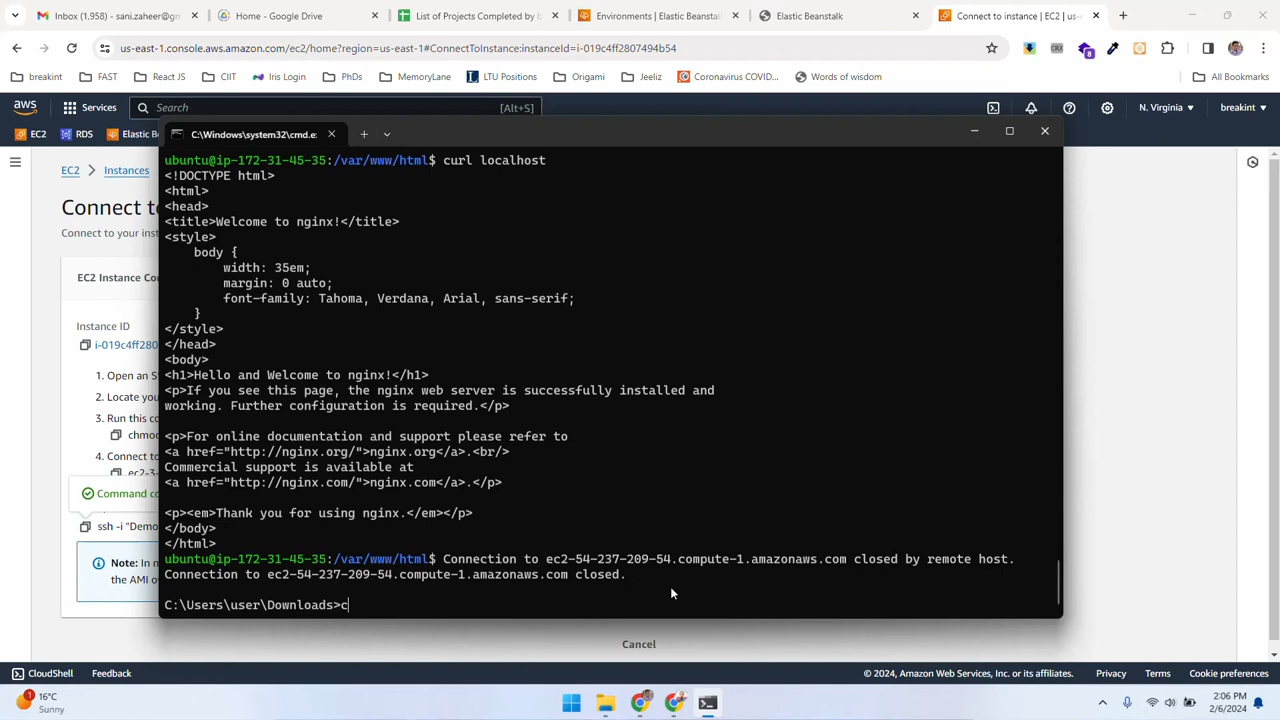 Inbox (1,958) - sani.zaheer@gm
Home - Google Drive
List of Projects Completed by b
Environments | Elastic Beanstalk
Elastic Beanstalk
Connect to instance | EC2 | us-e
us-east-1.console.aws.amazon.com/ec2/home?region=us-east-1#ConnectToInstance:instanceId=i-019c4ff2807494b54
breakint
FAST
React JS
CIIT
Iris Login
PhDs
MemoryLane
LTU Positions
Origami
Jeeliz
Coronavirus COVID...
Words of wisdom
All Bookmarks
aws
Services
Search
[Alt+S]
N. Virginia
breakint
EC2
RDS
Elastic B
C:\Windows\system32\cmd.e
EC2
Instances
Connect t
Connect to your ins
EC2 Instance Co
Instance ID
i-019c4ff280
1. Open an S
2. Locate you
3. Run this co
chmo
4. Connect to
ec2-3-
Command co
ssh -i "Demo
Note: In
the AMI o
ubuntu@ip-172-31-45-35:/var/www/html$ curl localhost
<!DOCTYPE html>
<html>
<head>
<title>Welcome to nginx!</title>
<style>
body {
width: 35em;
margin: 0 auto;
font-family: Tahoma, Verdana, Arial, sans-serif;
}
</style>
</head>
<body>
<h1>Hello and Welcome to nginx!</h1>
<p>If you see this page, the nginx web server is successfully installed and
working. Further configuration is required.</p>
<p>For online documentation and support please refer to
<a href="http://nginx.org/">nginx.org</a>.<br/>
Commercial support is available at
<a href="http://nginx.com/">nginx.com</a>.</p>
<p><em>Thank you for using nginx.</em></p>
</body>
</html>
ubuntu@ip-172-31-45-35:/var/www/html$ Connection to ec2-54-237-209-54.compute-1.amazonaws.com closed by remote host.
Connection to ec2-54-237-209-54.compute-1.amazonaws.com closed.
C:\Users\user\Downloads>c
Cancel
CloudShell
Feedback
© 2024, Amazon Web Services, Inc. or its affiliates.
Privacy
Terms
Cookie preferences
1
16°C
Sunny
2:06 PM
2/6/2024